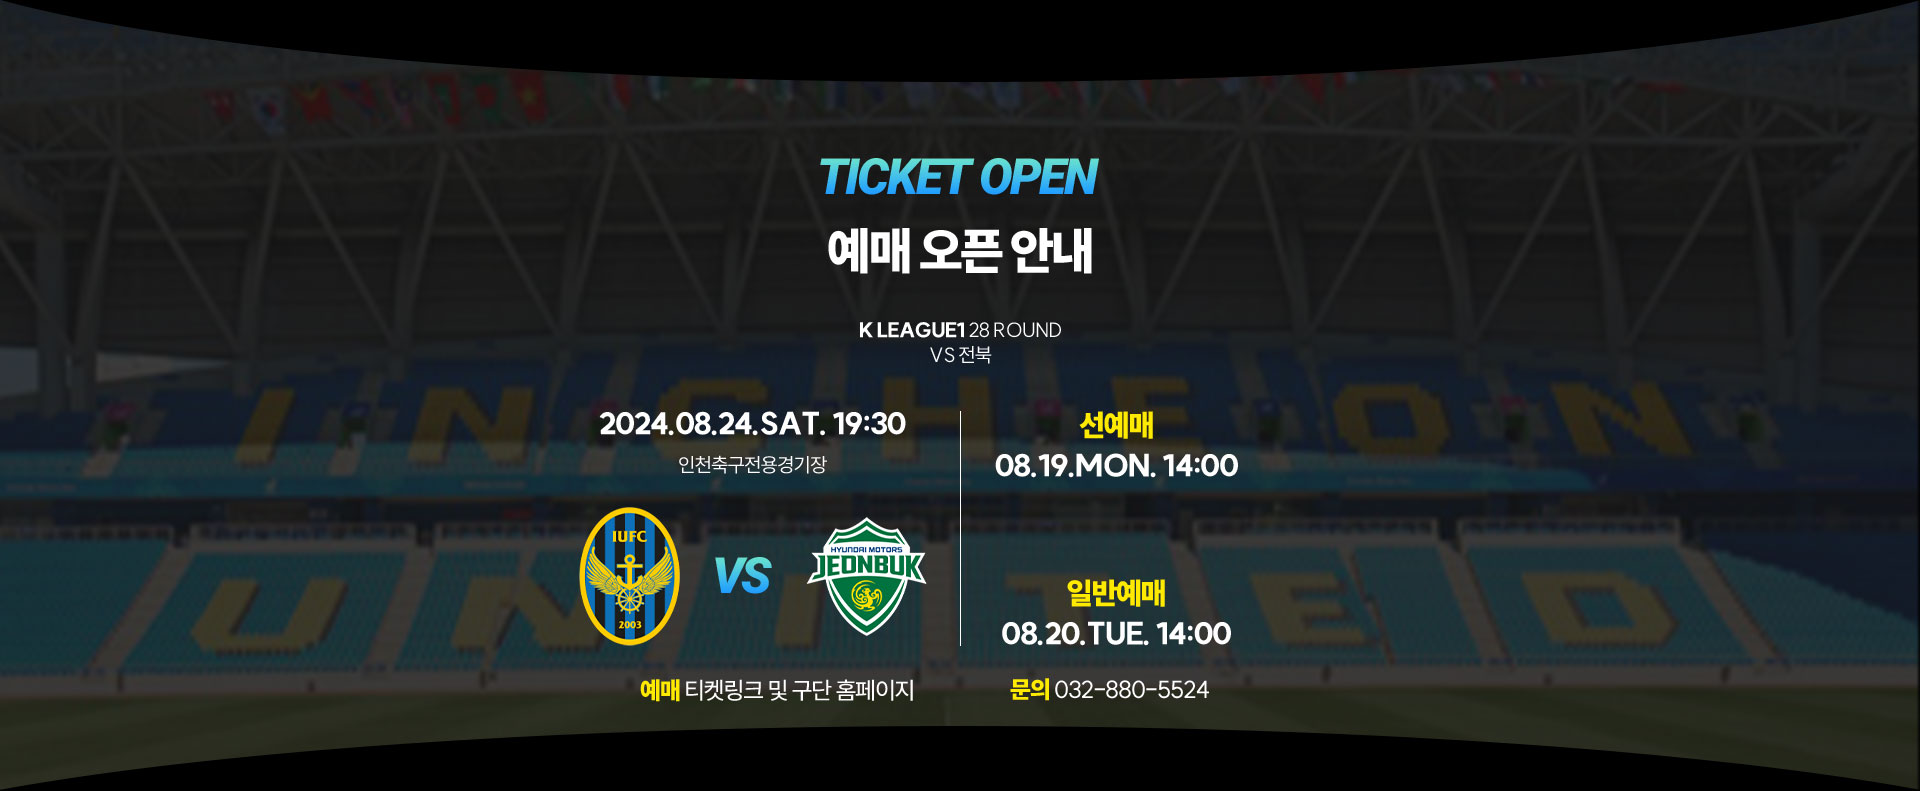 TICKET OPEN
예매 오픈 안내
K LEAGUE1 28 ROUND
VS 전북
2024.08.24.SAT. 19:30
인천축구전용경기장
IUFC
2003
VS
HYUNDAI MOTORS
JEONBUK
선예매
08.19.MON. 14:00
일반예매
08.20.TUE. 14:00
예매 티켓링크 및 구단 홈페이지
문의 032-880-5524
INCHEON
UNITED